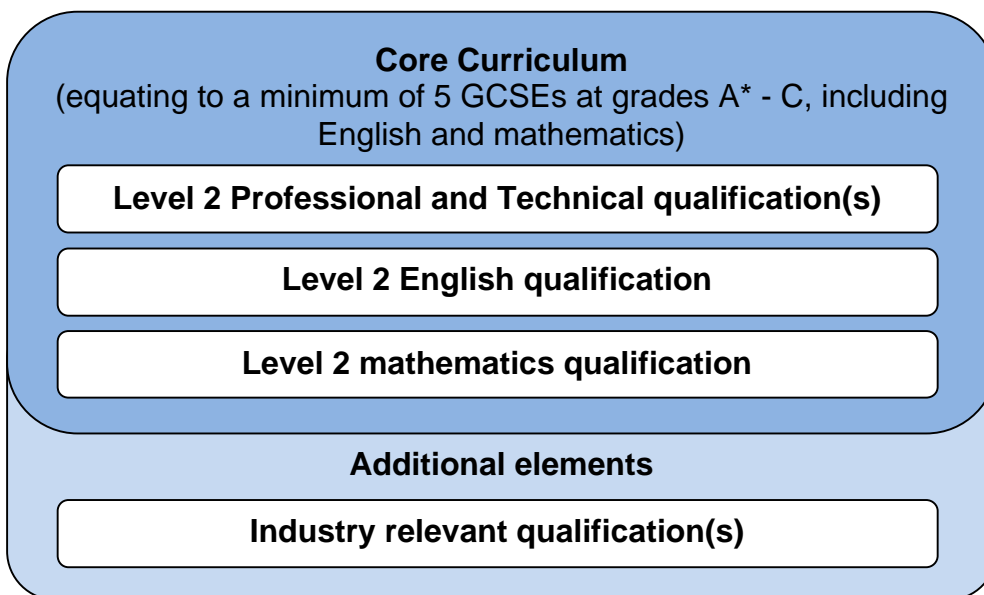 Core Curriculum
(equating to a minimum of 5 GCSEs at grades A* - C, including
English and mathematics)
Level 2 Professional and Technical qualification(s)
Level 2 English qualification
Level 2 mathematics qualification
Additional elements
Industry relevant qualification(s)